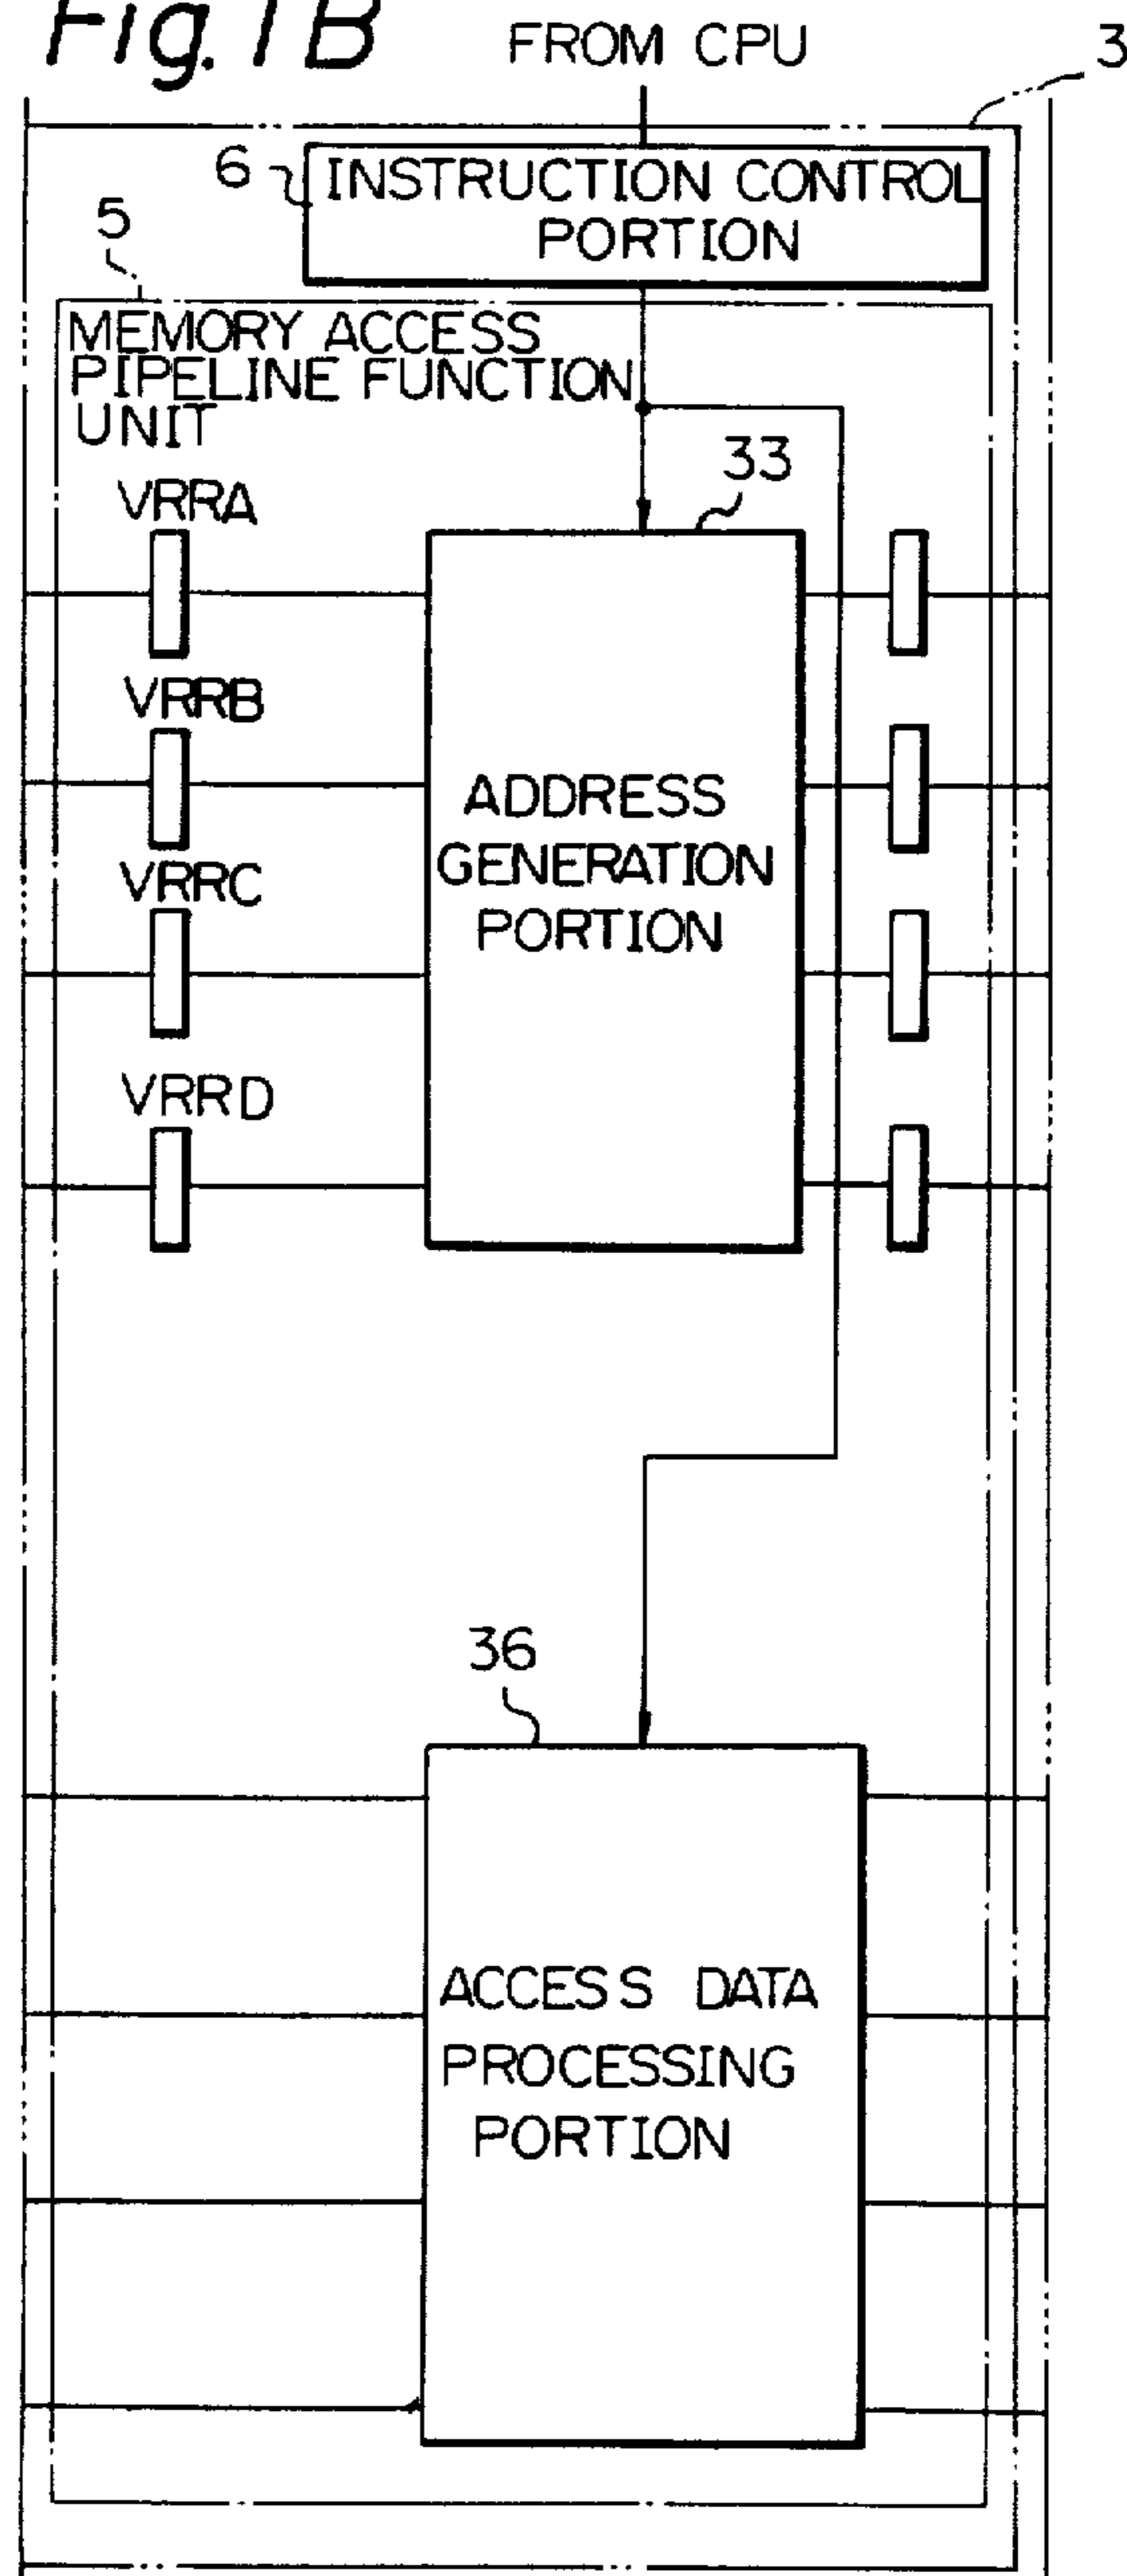 Fig. 1B
FROM CPU
3
6
INSTRUCTION CONTROL
PORTION
5
MEMORY ACCESS
PIPELINE FUNCTION
UNIT
33
VRRA
VRRB
ADDRESS
GENERATION
PORTION
VRRC
VRRD
36
ACCESS DATA
PROCESSING
PORTION